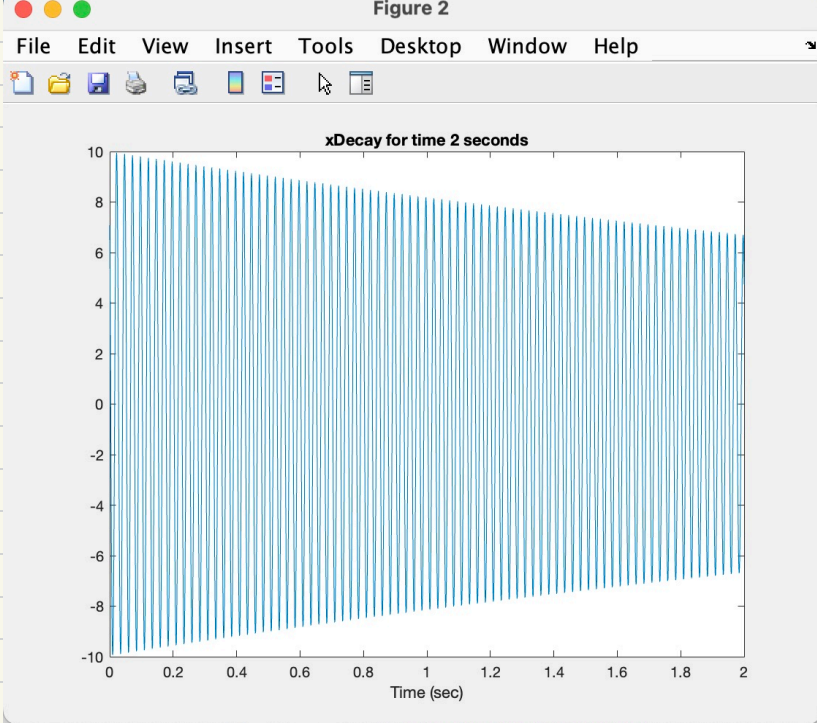 Figure 2
File Edit View Insert Tools Desktop Window Help
xDecay for time 2 seconds
10
8
6
4
2
0
-2
-4
-6
-8
-10
0 0.2 0.4 0.6 0.8 1 1.2 1.4 1.6 1.8 2
Time (sec)